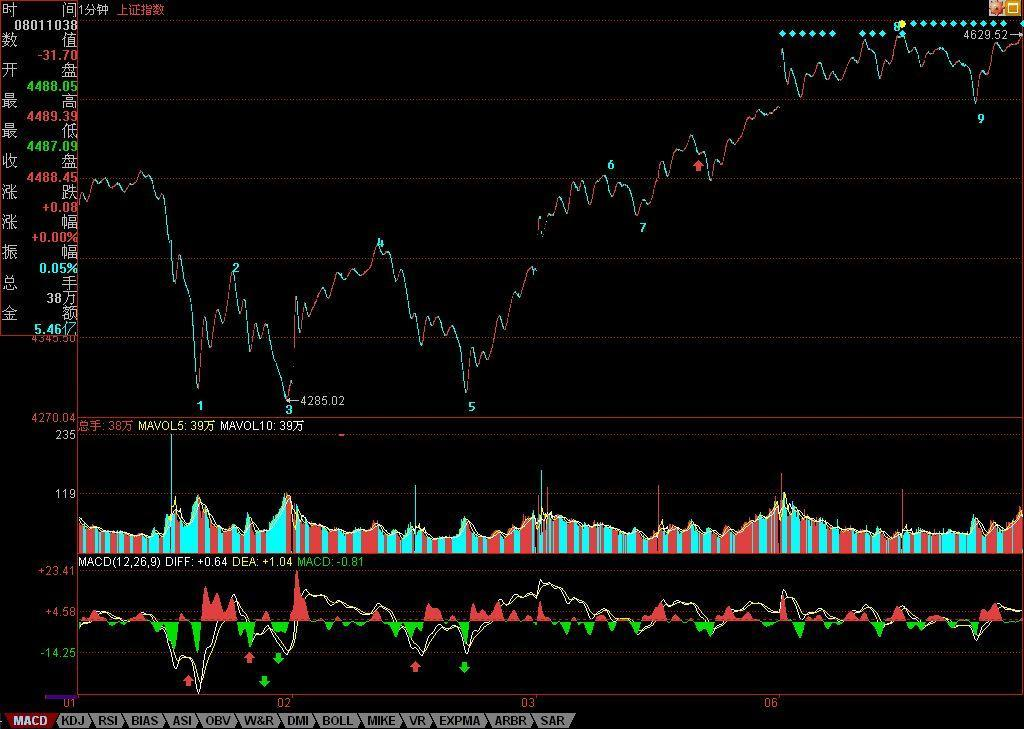 1分钟 上证指数
时间
08011038
数值
-31.70
开盘
4488.05
最高
4489.39
最低
4487.09
收盘
4488.45
涨跌
+0.08
涨幅
+0.00%
振幅
0.05%
总手
38万
金额
5.46亿
4345.50
4270.04
8
4629.52
9
6
7
4
2
1
3
4285.02
5
总手: 38万 MAVOL5: 39万 MAVOL10: 39万
235
119
MACD(12,26,9) DIFF: +0.64 DEA: +1.04 MACD: -0.81
+23.41
+4.58
-14.25
01 02 03 06
MACD KDJ RSI BIAS ASI OBV W&R DMI BOLL MIKE VR EXPMA ARBR SAR